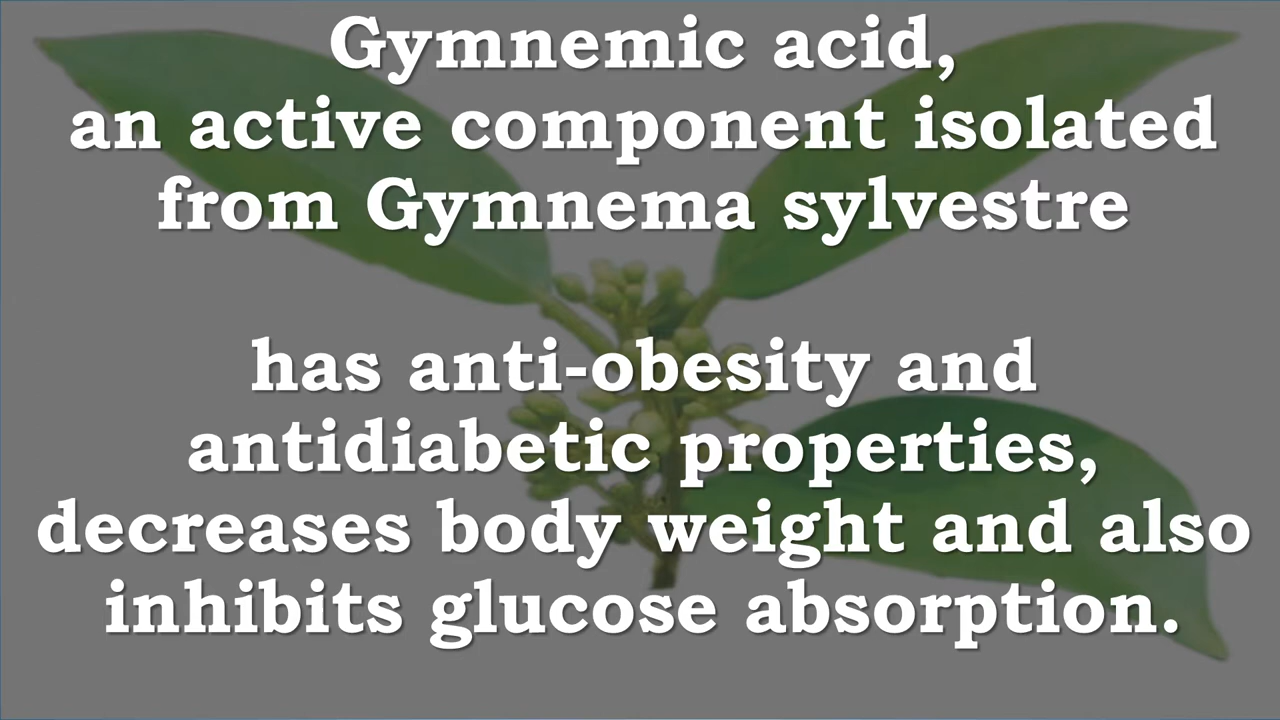 Gymnemic acid,
an active component isolated
from Gymnema sylvestre
has anti-obesity and
antidiabetic properties,
decreases body weight and also
inhibits glucose absorption.